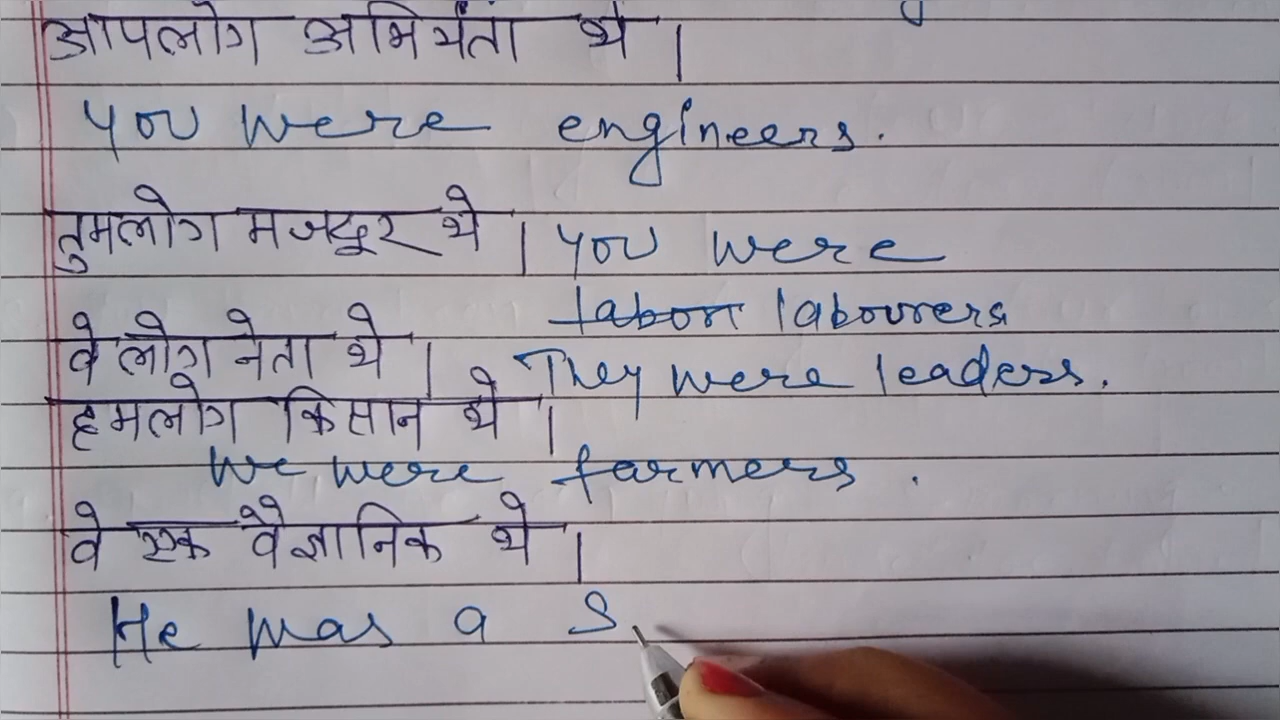 आपलोग अभियंता थे।
you were engineers.
तुमलोग मजदूर थे। you were
labou labourers
वे लोग नेता थे। They were leaders.
हमलोग किसान थे।
We were farmers.
वे एक वैज्ञानिक थे।
He was a S